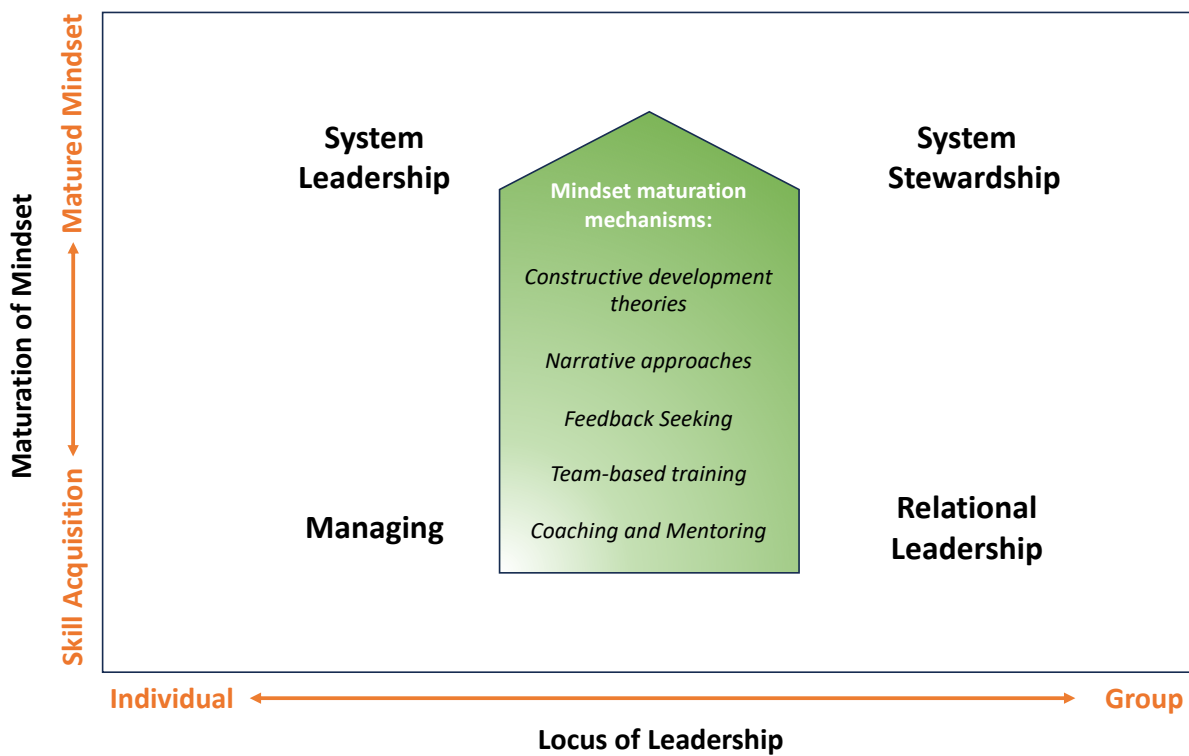 Maturation of Mindset
Matured Mindset
Skill Acquisition
System
Leadership
System
Stewardship
Mindset maturation
mechanisms:
Constructive development
theories
Narrative approaches
Feedback Seeking
Team-based training
Coaching and Mentoring
Managing
Relational
Leadership
Individual
Group
Locus of Leadership